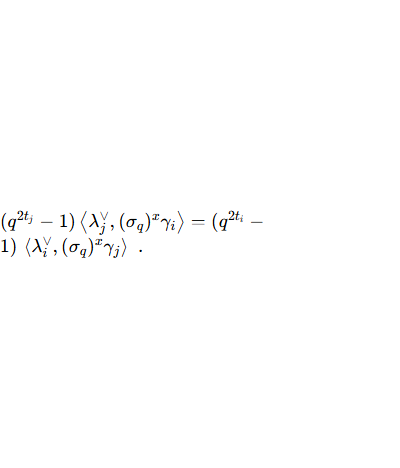 (q^{2t_j} − 1) ⟨λ_j^∨, (σ_q)^x γ_i⟩ = (q^{2t_i} −
1) ⟨λ_i^∨, (σ_q)^x γ_j⟩ .